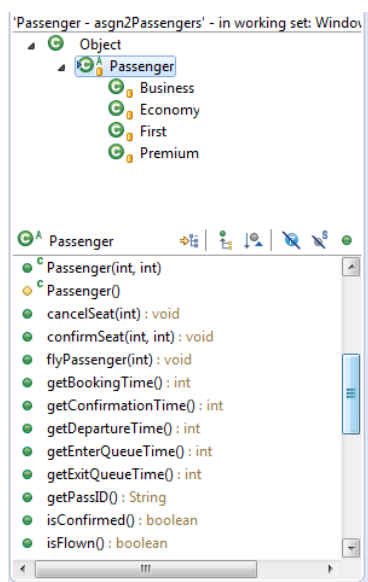 'Passenger - asgn2Passengers' - in working set: Window
Object
Passenger
Business
Economy
First
Premium
Passenger
Passenger(int, int)
Passenger()
cancelSeat(int) : void
confirmSeat(int, int) : void
flyPassenger(int) : void
getBookingTime() : int
getConfirmationTime() : int
getDepartureTime() : int
getEnterQueueTime() : int
getExitQueueTime() : int
getPassID() : String
isConfirmed() : boolean
isFlown() : boolean